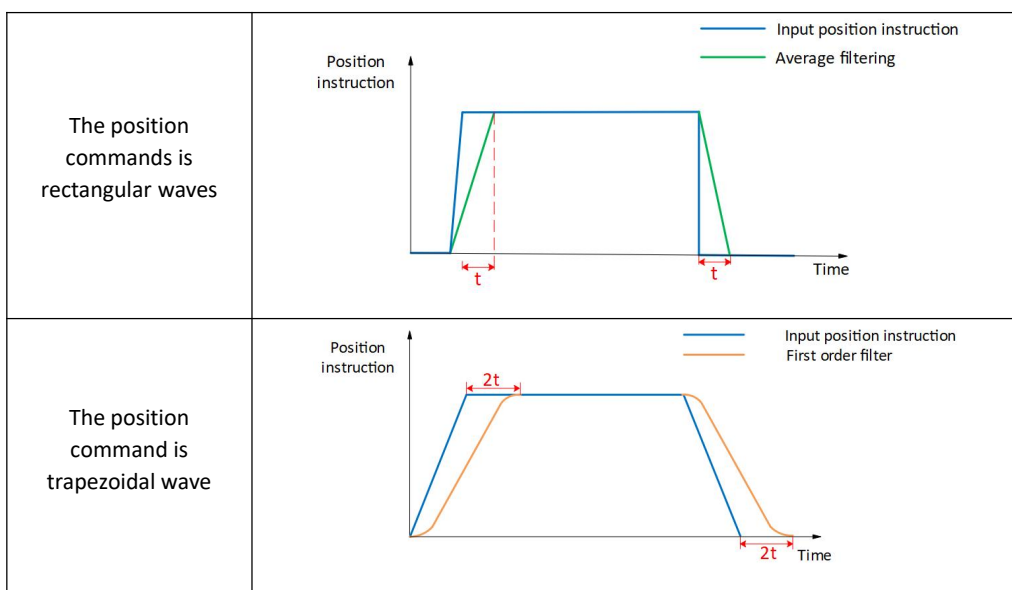 The position
commands is
rectangular waves
Input position instruction
Average filtering
Position
instruction
t
t
Time
The position
command is
trapezoidal wave
Input position instruction
First order filter
Position
instruction
2t
2t
Time